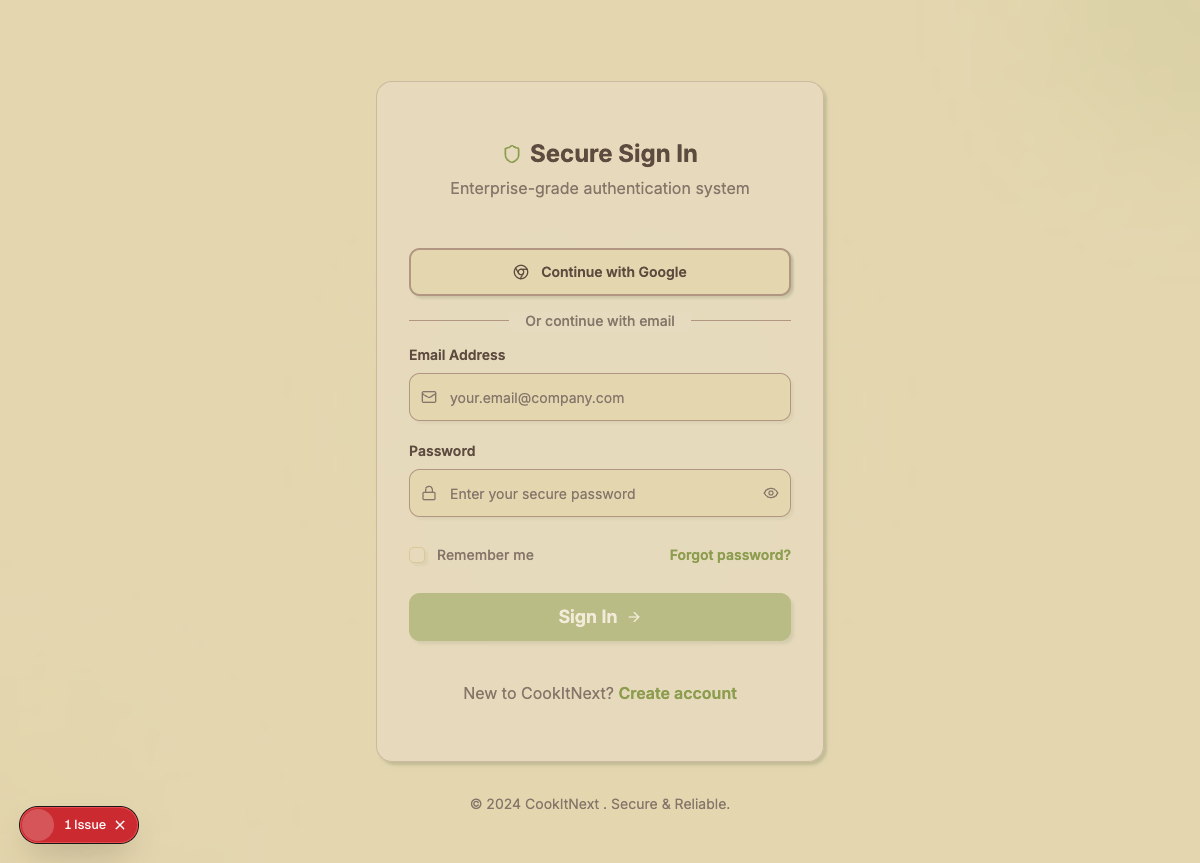 Secure Sign In
Enterprise-grade authentication system
Continue with Google
Or continue with email
Email Address
your.email@company.com
Password
Enter your secure password
Remember me
Forgot password?
Sign In →
New to CookItNext? Create account
© 2024 CookItNext . Secure & Reliable.
1 Issue